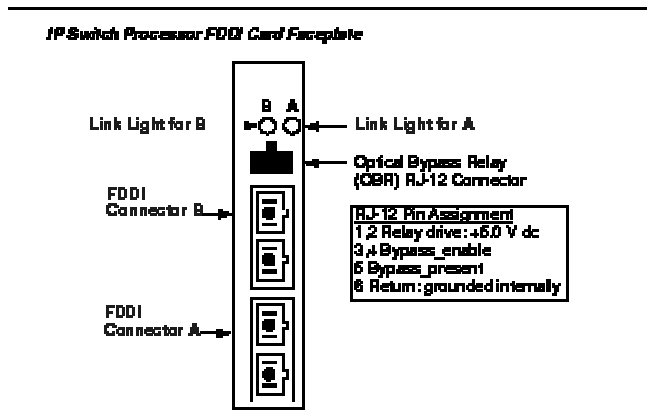 IP Switch Processor FDDI Card Faceplate
B A
Link Light for B
Link Light for A
Optical Bypass Relay
(OBR) RJ-12 Connector
FDDI
Connector B
RJ-12 Pin Assignment
1,2 Relay drive: +5.0 V dc
3,4 Bypass_enable
5 Bypass_present
6 Return: grounded internally
FDDI
Connector A